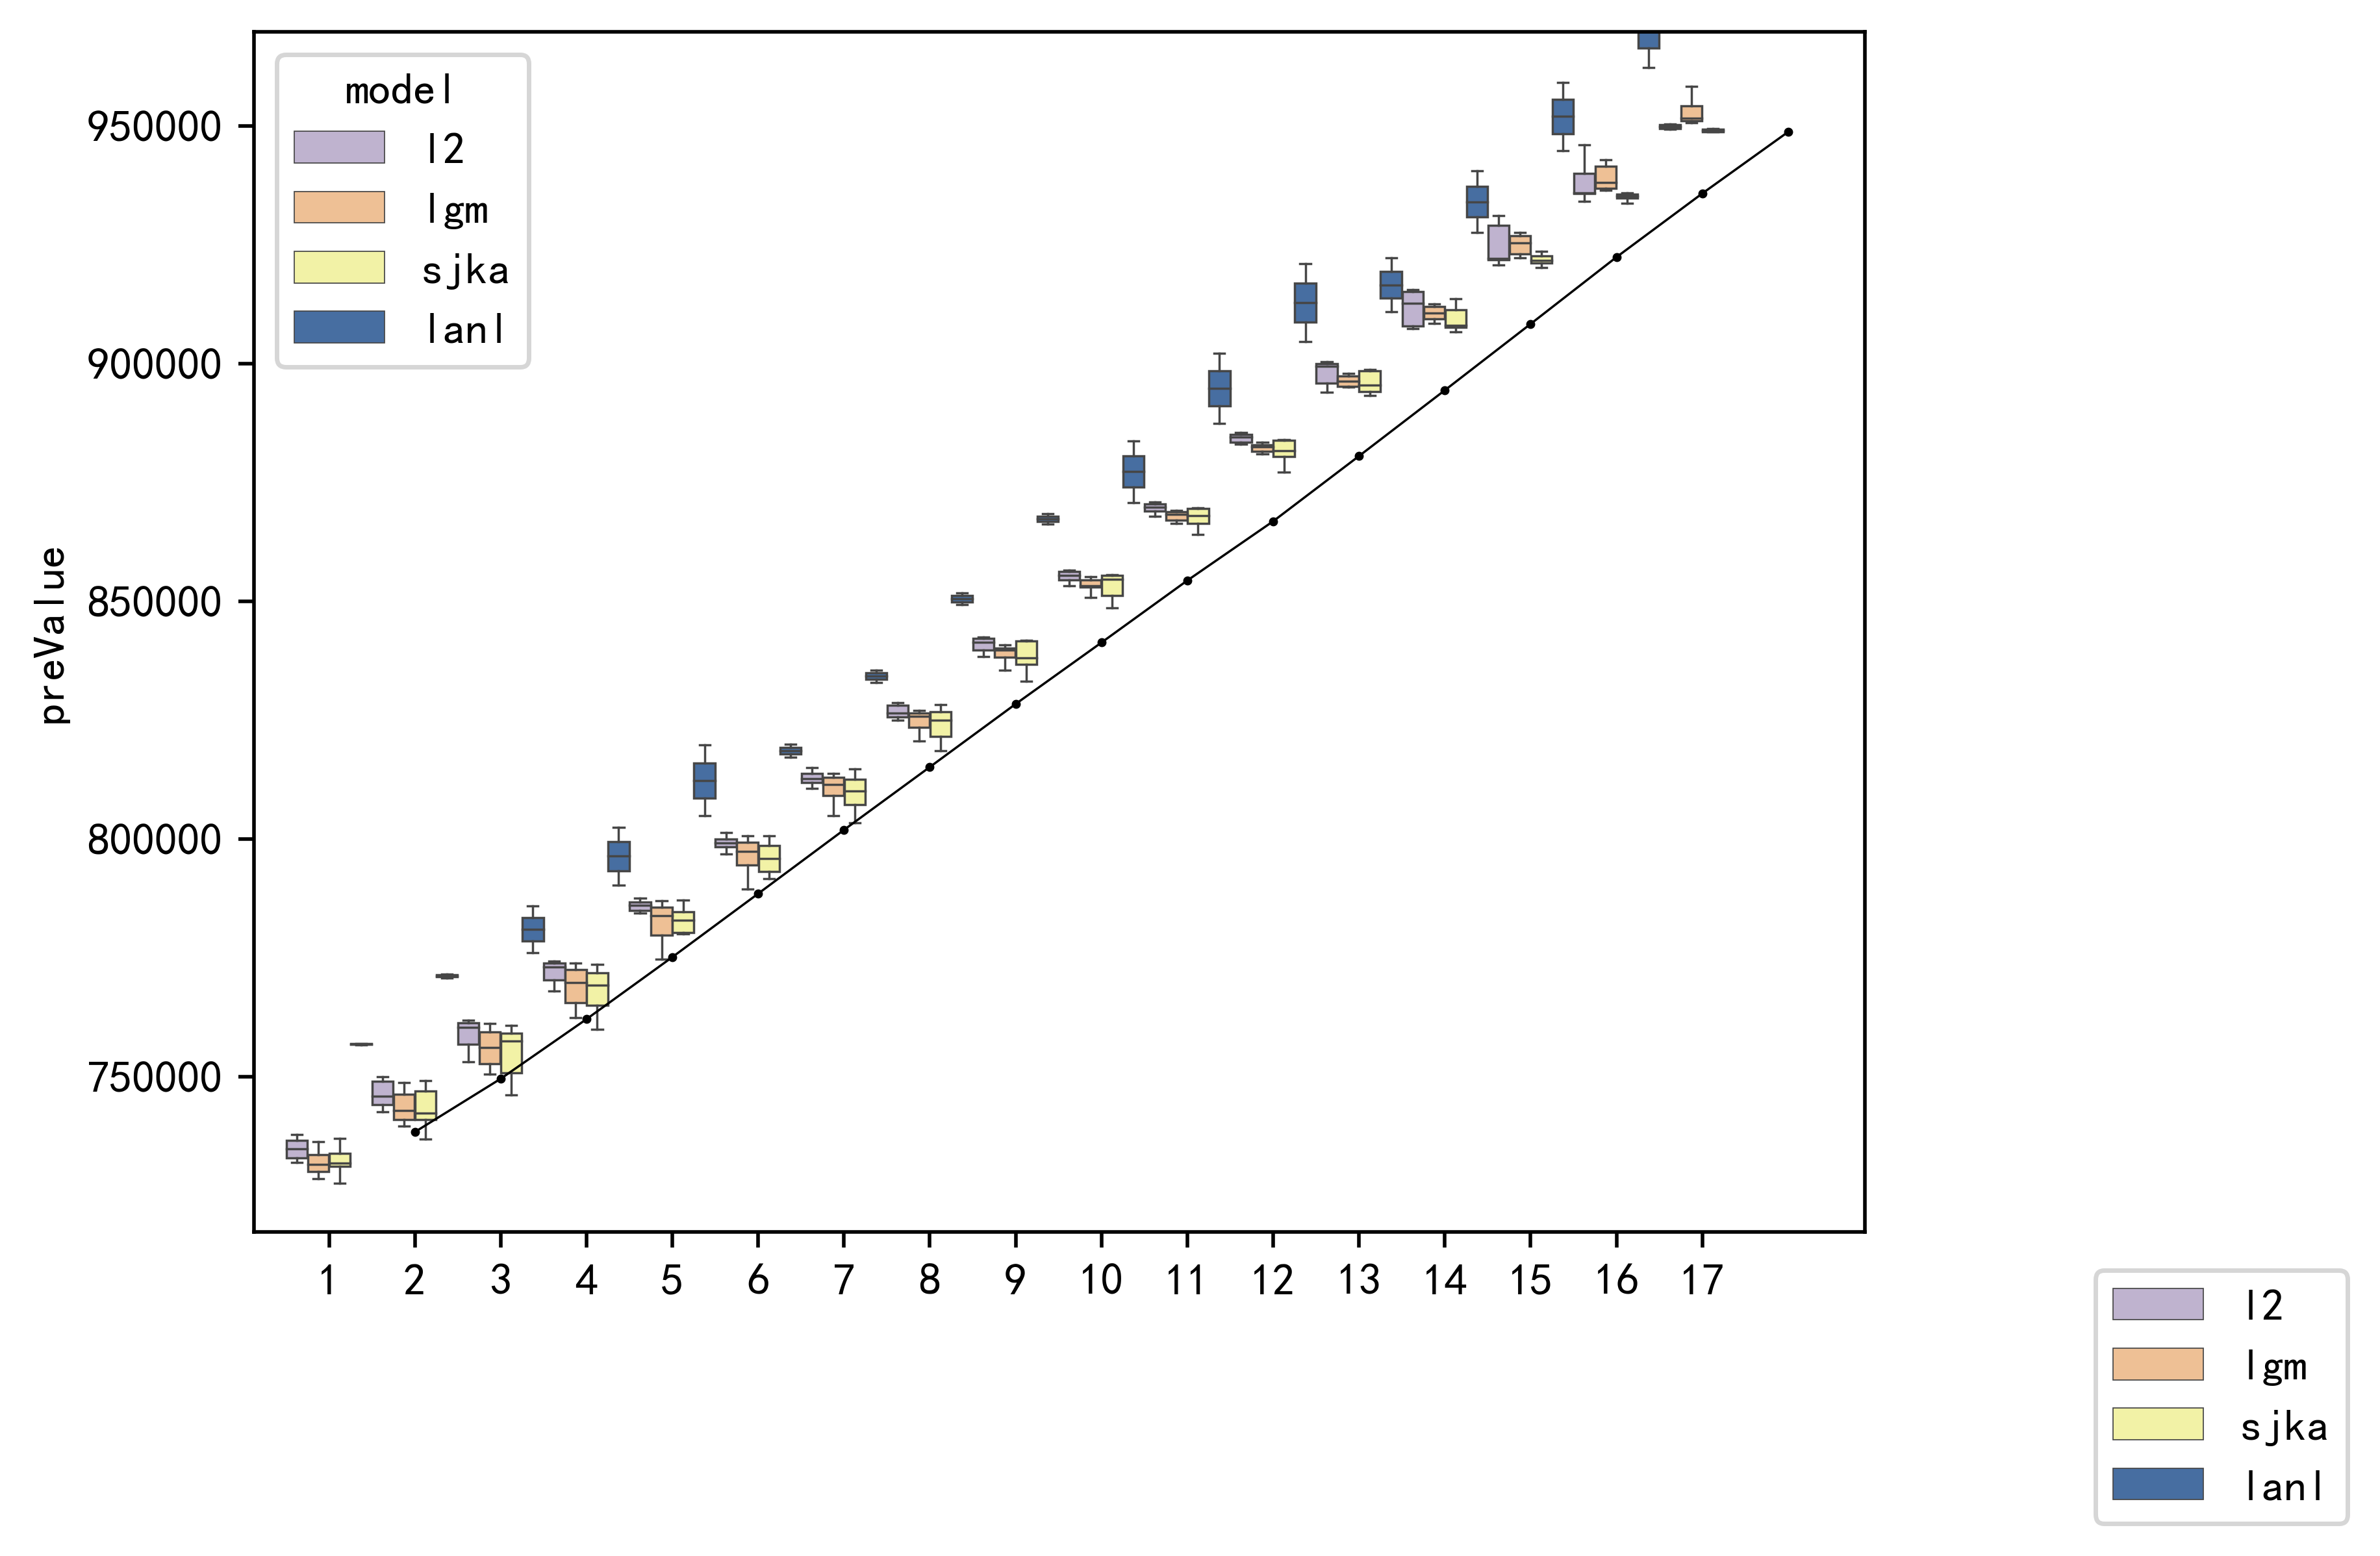 model
l2
lgm
sjka
lanl
950000
900000
850000
800000
750000
preValue
1 2 3 4 5 6 7 8 9 10 11 12 13 14 15 16 17
l2
lgm
sjka
lanl